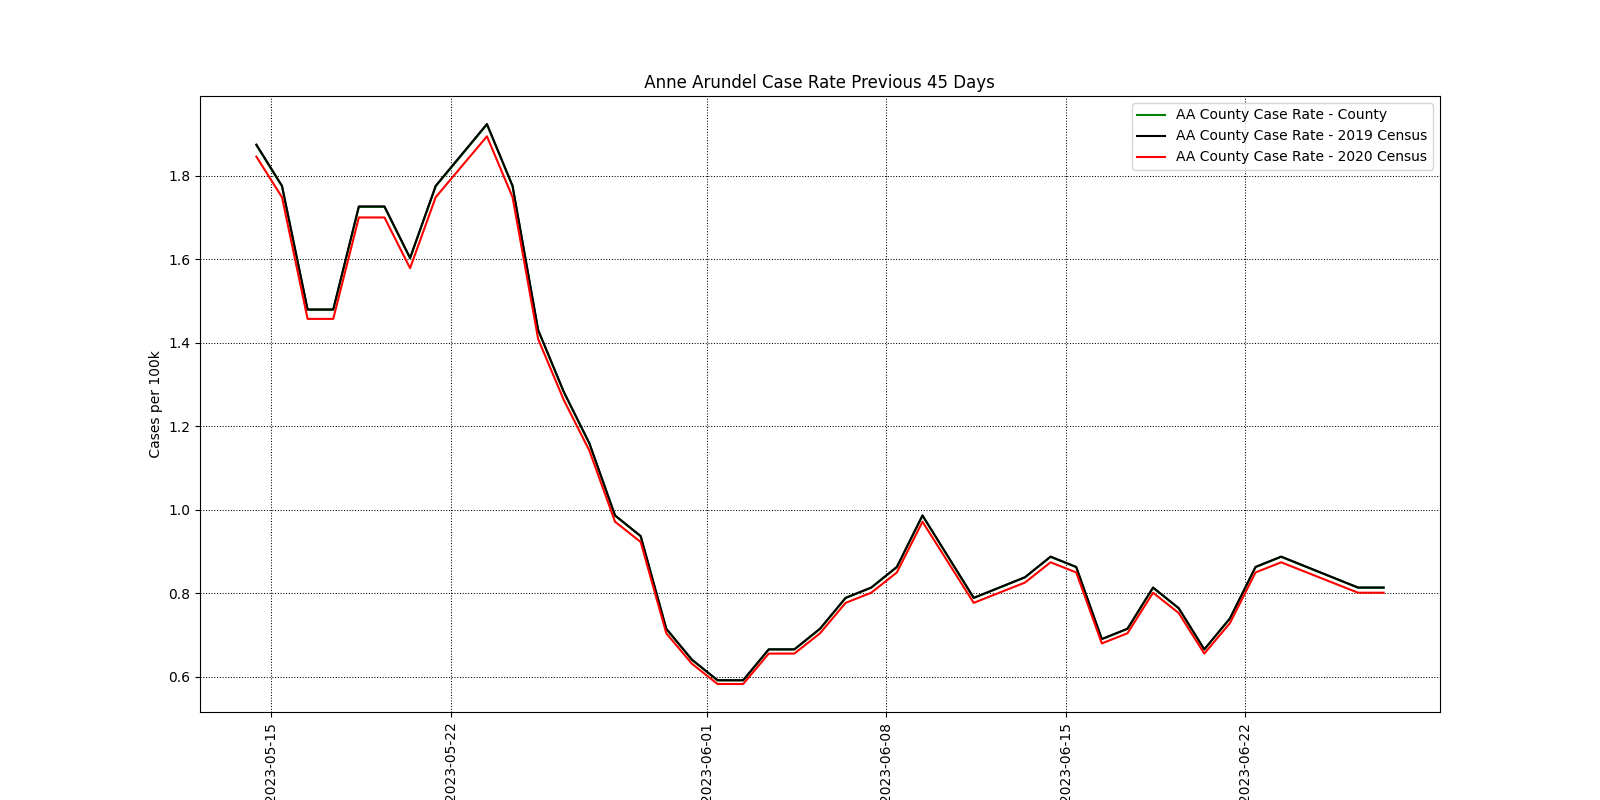 Anne Arundel Case Rate Previous 45 Days
AA County Case Rate - County
AA County Case Rate - 2019 Census
AA County Case Rate - 2020 Census
Cases per 100k
1.8
1.6
1.4
1.2
1.0
0.8
0.6
2023-05-15
2023-05-22
2023-06-01
2023-06-08
2023-06-15
2023-06-22